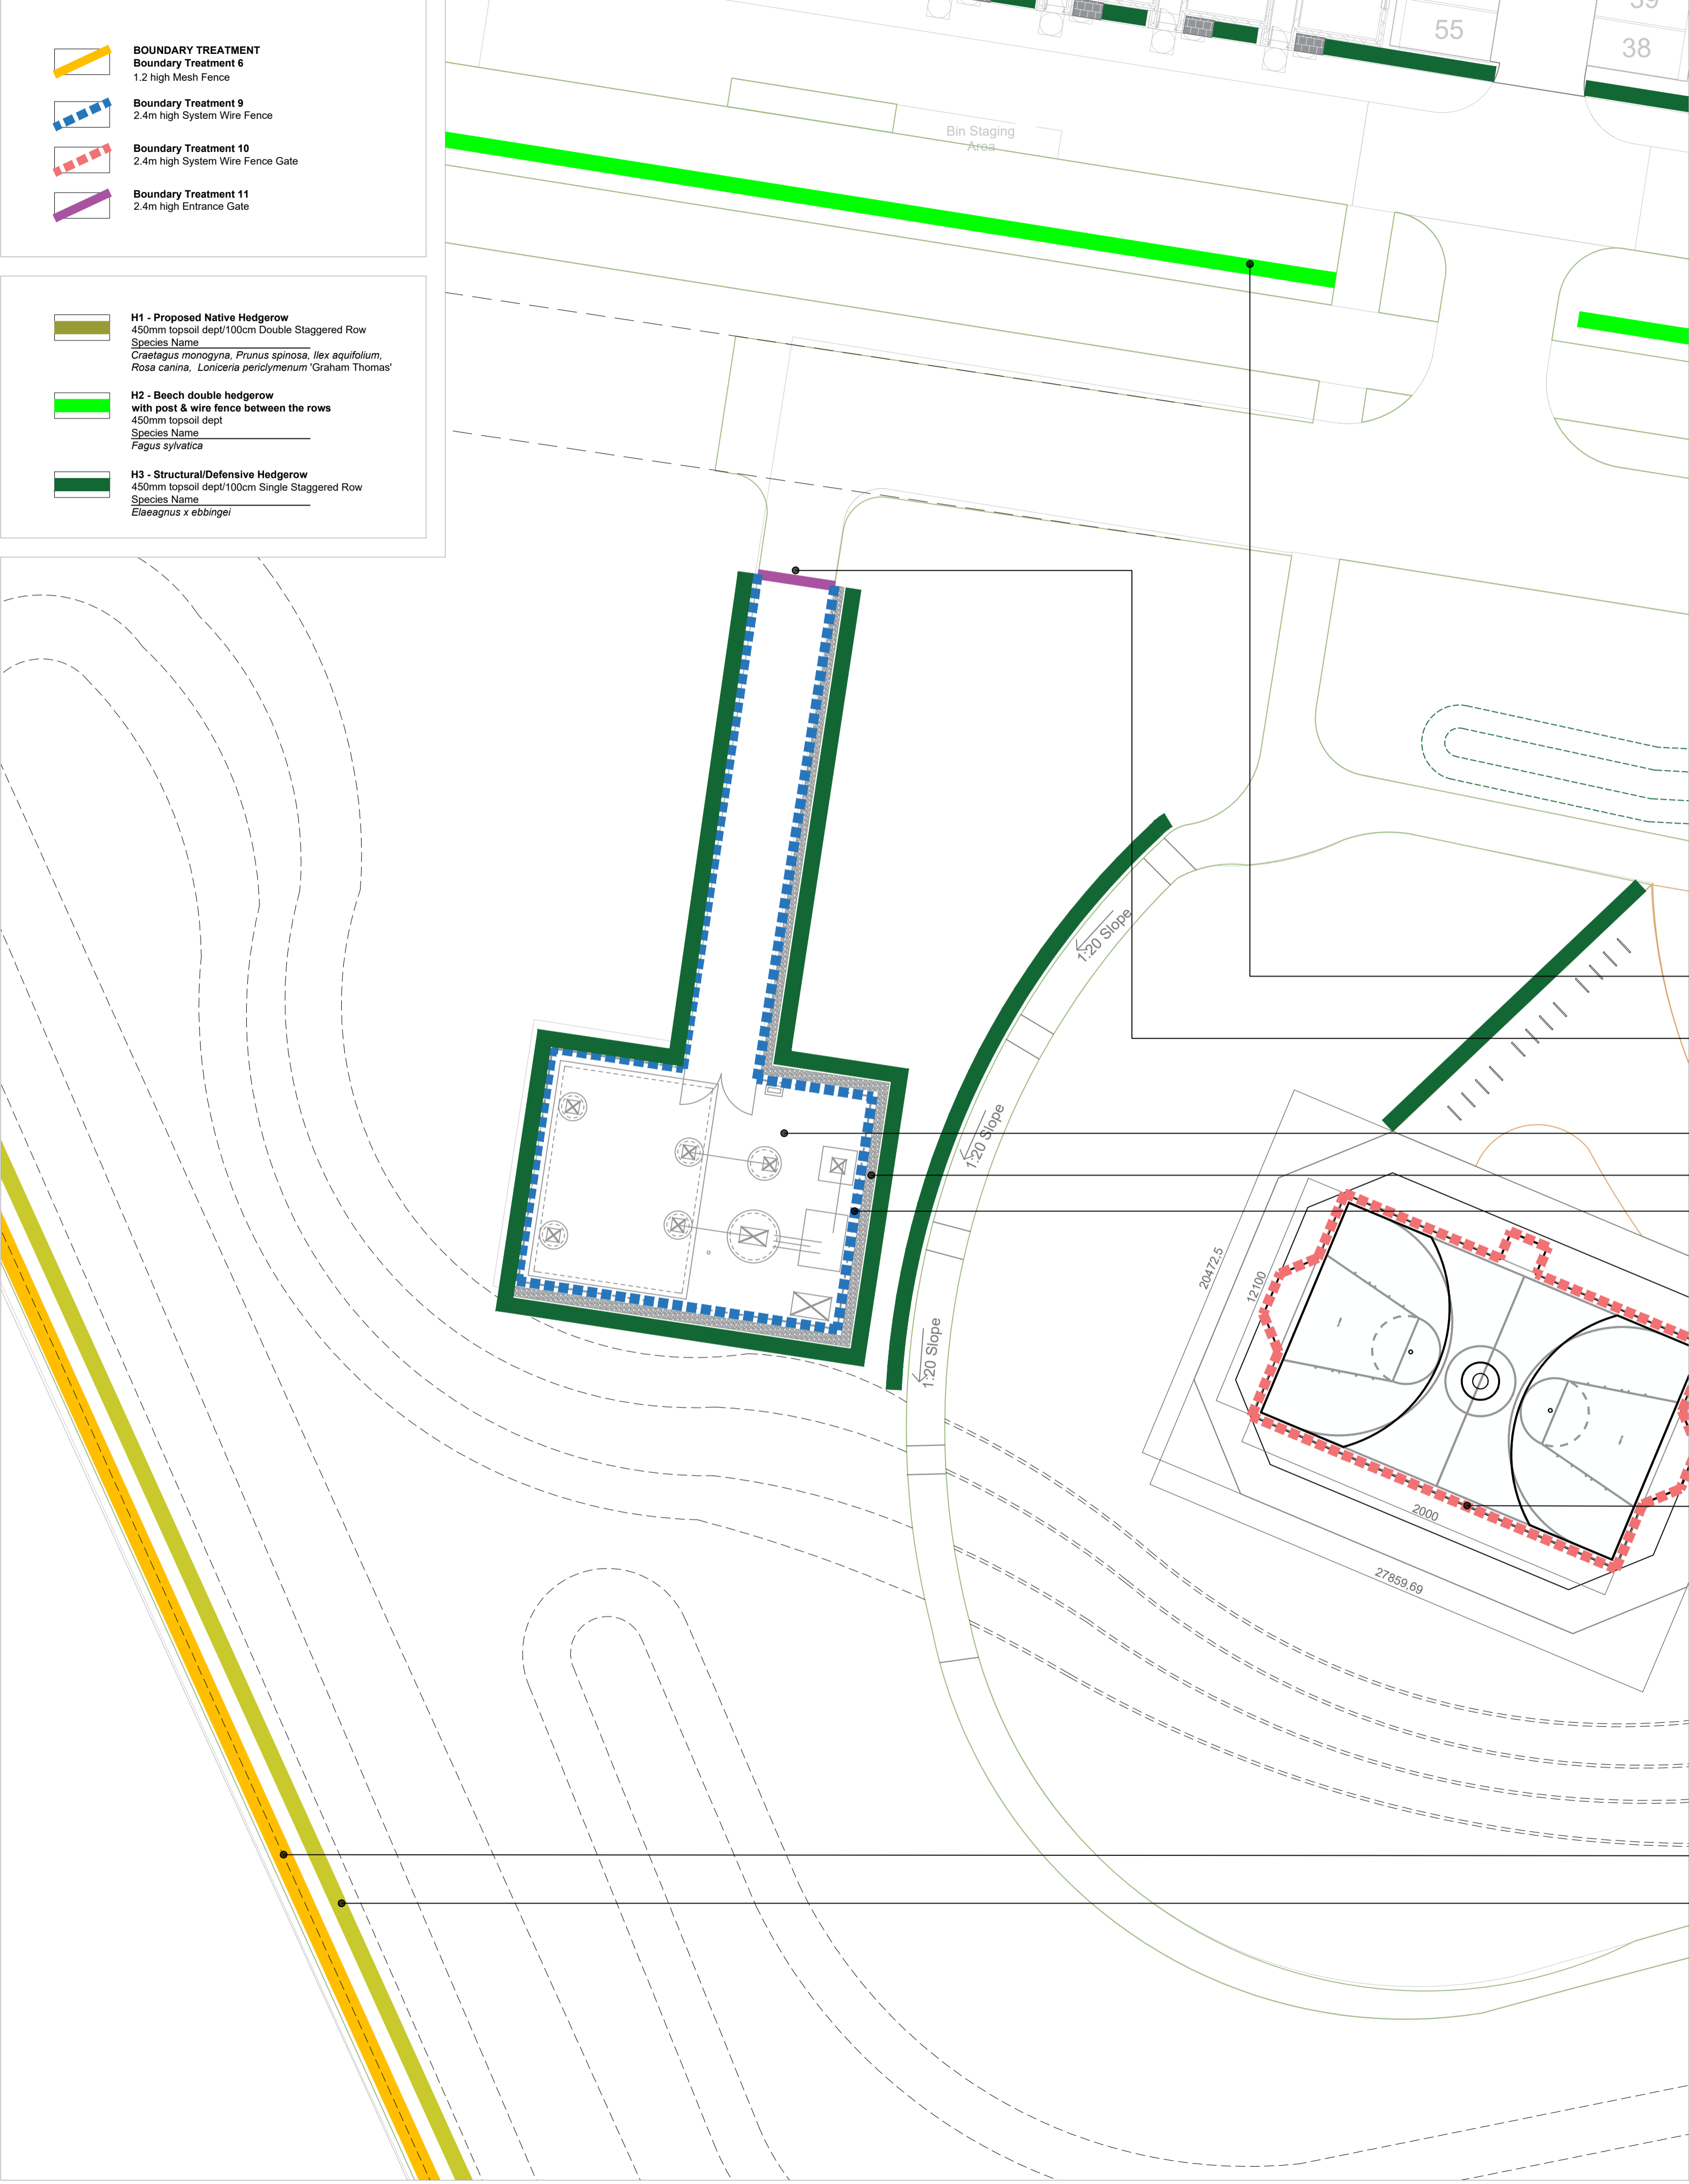 BOUNDARY TREATMENT
Boundary Treatment 6
1.2 high Mesh Fence
Boundary Treatment 9
2.4m high System Wire Fence
Boundary Treatment 10
2.4m high System Wire Fence Gate
Boundary Treatment 11
2.4m high Entrance Gate
H1 - Proposed Native Hedgerow
450mm topsoil dept/100cm Double Staggered Row
Species Name
Craetagus monogyna, Prunus spinosa, Ilex aquifolium,
Rosa canina, Loniceria periclymenum 'Graham Thomas'
H2 - Beech double hedgerow
with post & wire fence between the rows
450mm topsoil dept
Species Name
Fagus sylvatica
H3 - Structural/Defensive Hedgerow
450mm topsoil dept/100cm Single Staggered Row
Species Name
Elaeagnus x ebbingei
39
55
38
Bin Staging
Area
1:20 Slope
1:20 Slope
1:20 Slope
20472.5
12100
2000
27859.69